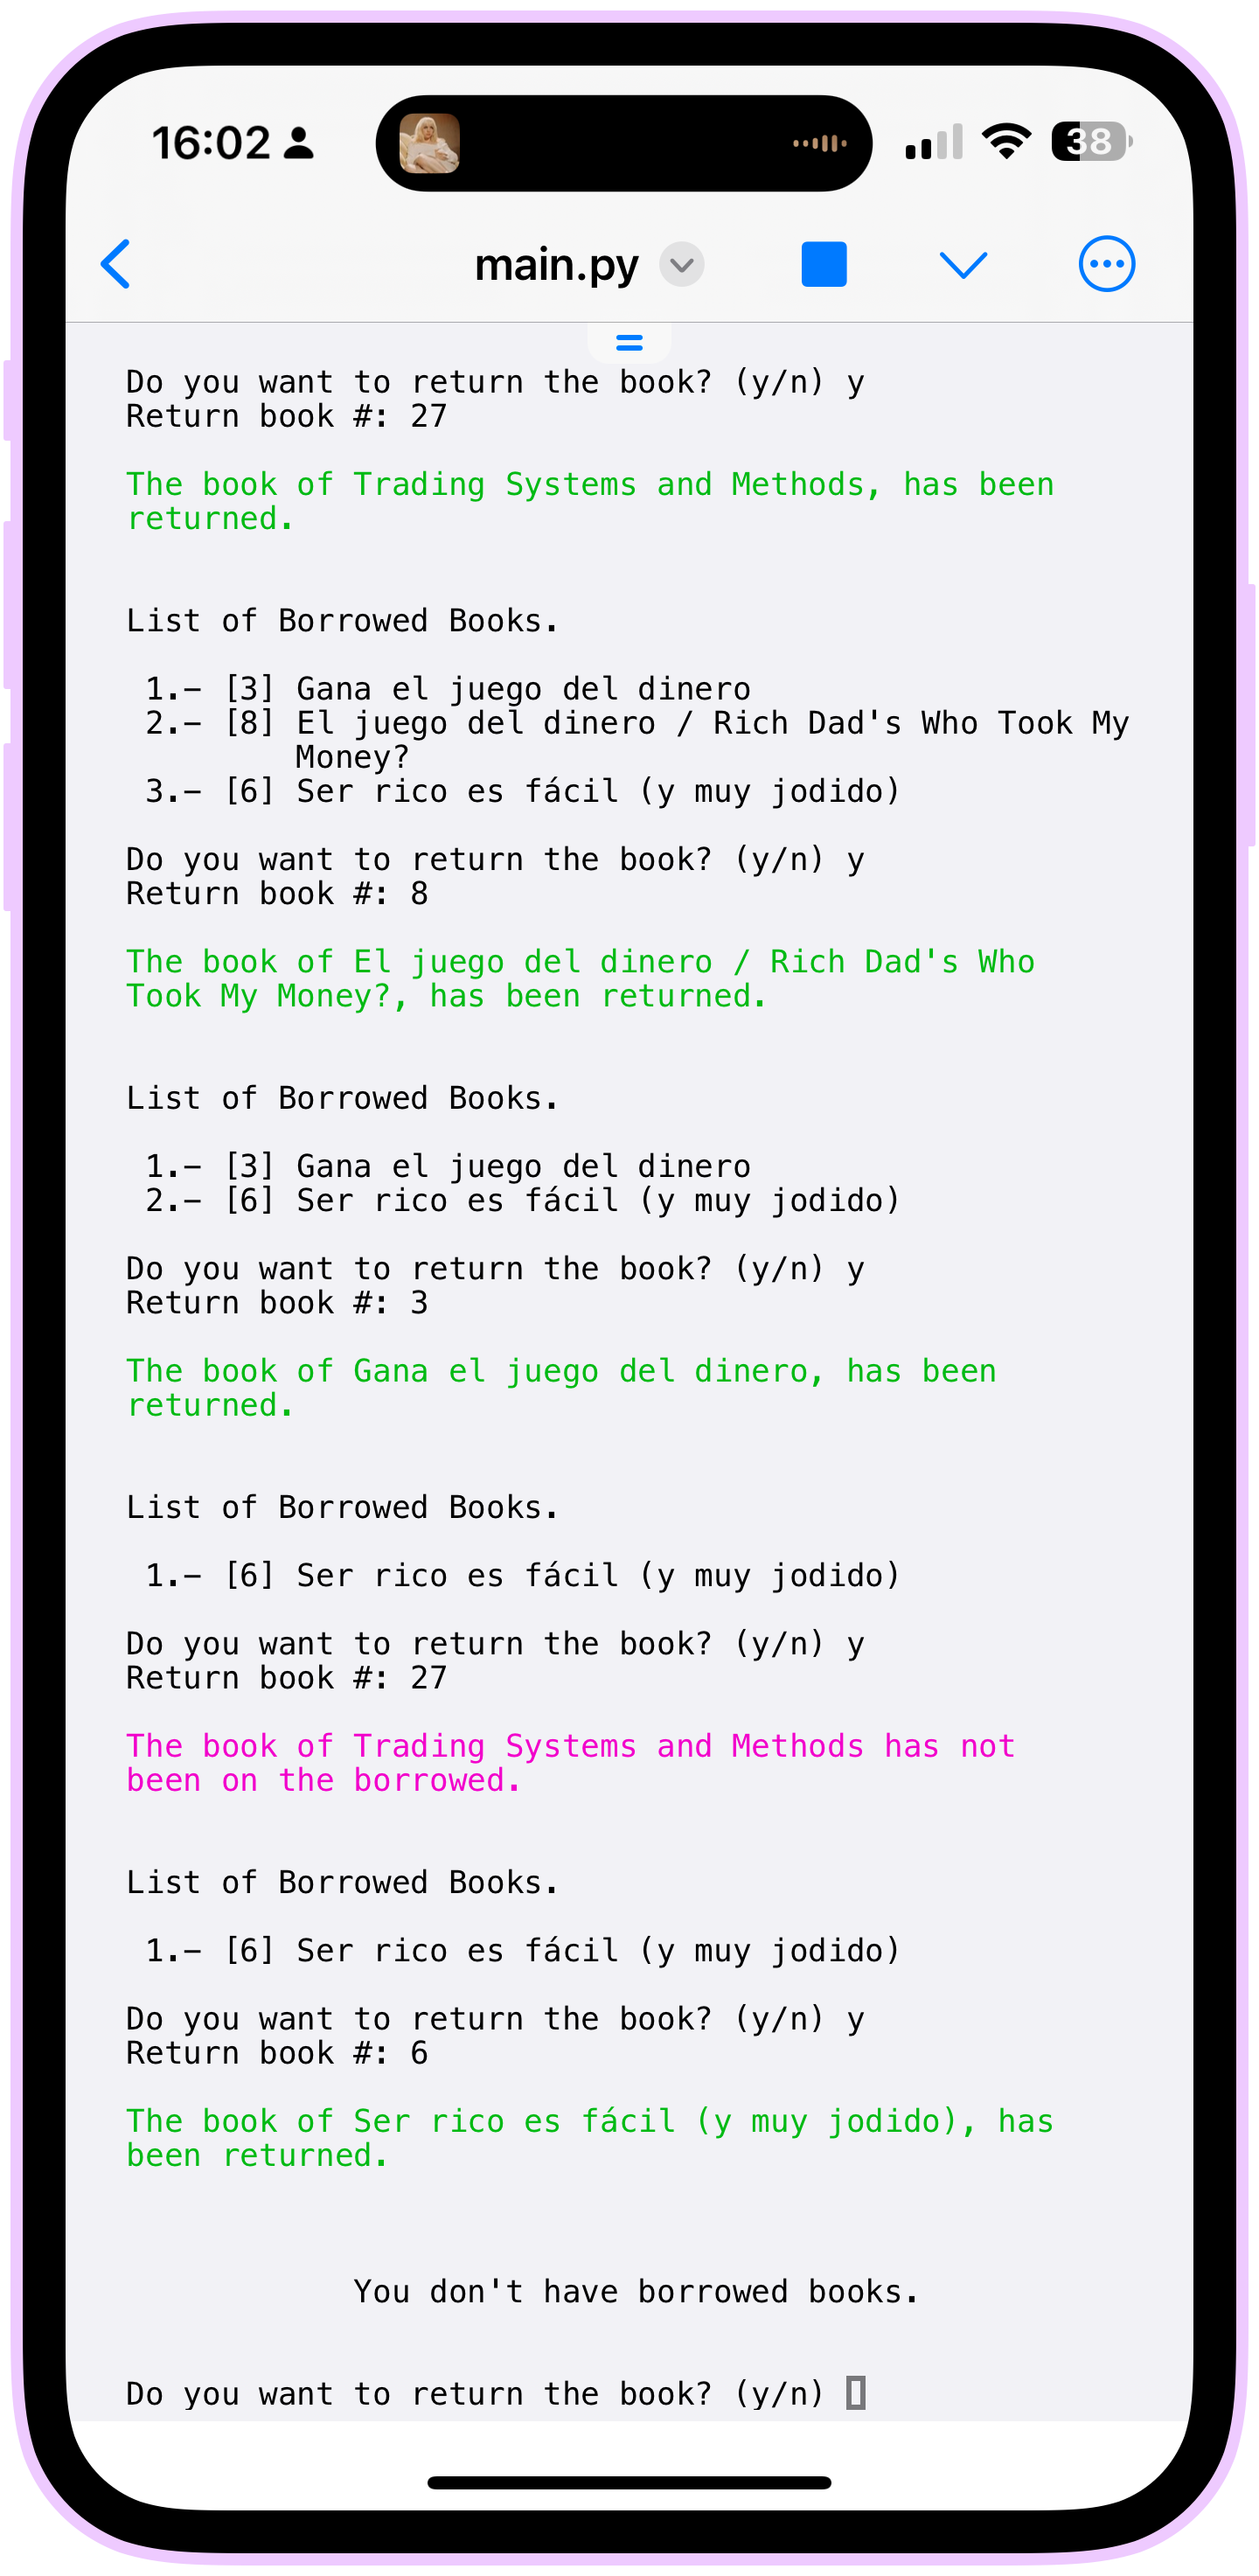 16:02
38
main.py
Do you want to return the book? (y/n) y
Return book #: 27
The book of Trading Systems and Methods, has been
returned.
List of Borrowed Books.
1.- [3] Gana el juego del dinero
2.- [8] El juego del dinero / Rich Dad's Who Took My
Money?
3.- [6] Ser rico es fácil (y muy jodido)
Do you want to return the book? (y/n) y
Return book #: 8
The book of El juego del dinero / Rich Dad's Who
Took My Money?, has been returned.
List of Borrowed Books.
1.- [3] Gana el juego del dinero
2.- [6] Ser rico es fácil (y muy jodido)
Do you want to return the book? (y/n) y
Return book #: 3
The book of Gana el juego del dinero, has been
returned.
List of Borrowed Books.
1.- [6] Ser rico es fácil (y muy jodido)
Do you want to return the book? (y/n) y
Return book #: 27
The book of Trading Systems and Methods has not
been on the borrowed.
List of Borrowed Books.
1.- [6] Ser rico es fácil (y muy jodido)
Do you want to return the book? (y/n) y
Return book #: 6
The book of Ser rico es fácil (y muy jodido), has
been returned.
You don't have borrowed books.
Do you want to return the book? (y/n)